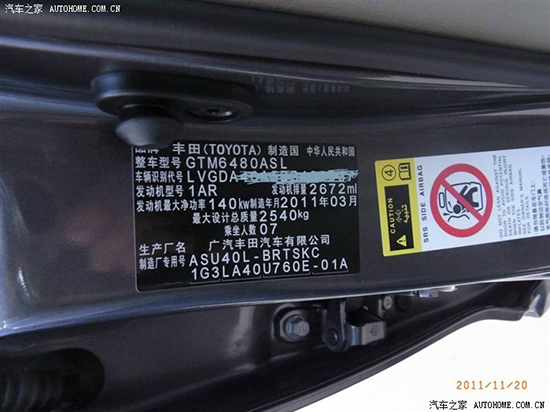 汽车之家 AUTOHOME.COM.CN
品牌 丰田(TOYOTA) 制造国 中华人民共和国
整车型号 GTM6480ASL
车辆识别代号 LVGDA
发动机型号 1AR 发动机排量 2672ml
发动机最大净功率 140kw 制造年月 2011年03月
最大设计总质量 2540kg
乘坐人数 07
生产厂名 广汽丰田汽车有限公司
制造厂专用号 ASU40L-BRTSKC
1G3LA40U760E-01A
SRS SIDE AIRBAG
CAUTION
小心
2011/11/20
汽车之家 AUTOHOME.COM.CN